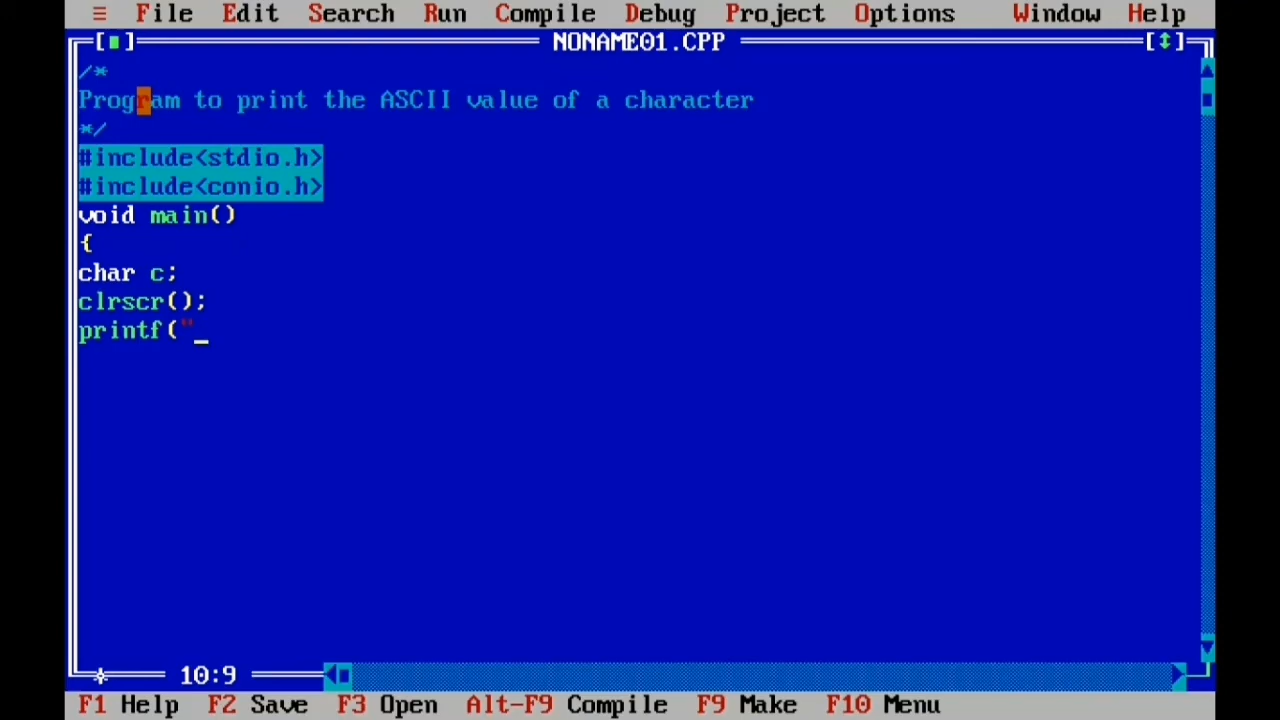 ≡ File Edit Search Run Compile Debug Project Options Window Help
[■] NONAME01.CPP [↕]
/*
Program to print the ASCII value of a character
*/
#include<stdio.h>
#include<conio.h>
void main()
{
char c;
clrscr();
printf("_
10:9
F1 Help F2 Save F3 Open Alt-F9 Compile F9 Make F10 Menu